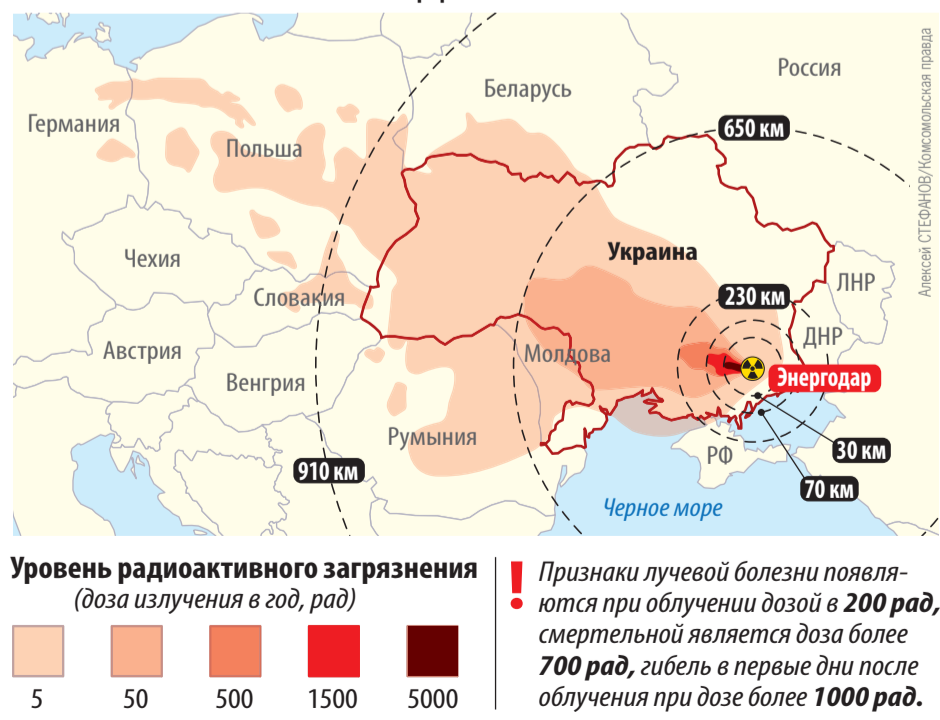 Россия
Беларусь
Германия
650 км
Польша
Алексей СТЕФАНОВ/Комсомольская правда
Украина
Чехия
ЛНР
Словакия
230 км
ДНР
Австрия
Молдова
Венгрия
Энергодар
Румыния
30 км
РФ
910 км
70 км
Черное море
Уровень радиоактивного загрязнения
(доза излучения в год, рад)
5 50 500 1500 5000
! Признаки лучевой болезни появля-
ются при облучении дозой в 200 рад,
смертельной является доза более
700 рад, гибель в первые дни после
облучения при дозе более 1000 рад.